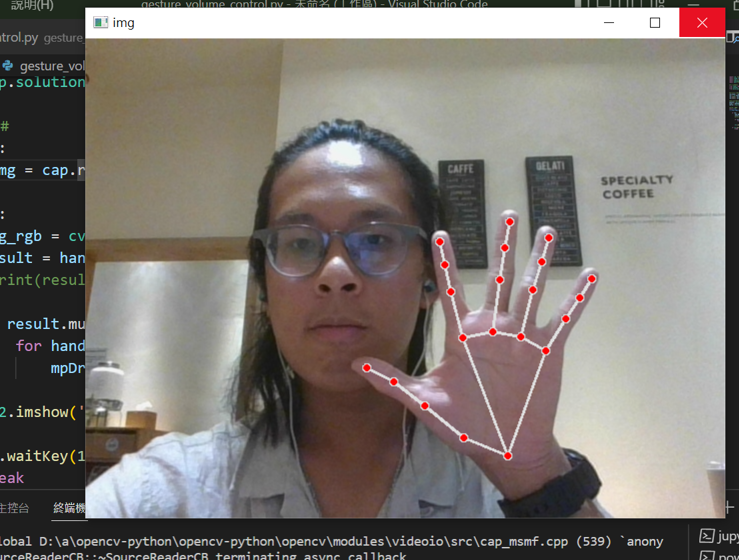 說明(H)
gesture_volume_control.py - 未命名 (工作區) - Visual Studio Code
img
ntrol.py gesture
gesture_vol
p.solution
#
:
mg = cap.r
:
g_rgb = cv
sult = han
rint(resul
result.mu
for hand
mpDr
2.imshow('
.waitKey(1
eak
CAFFE
GELATI
SPECIALTY
COFFEE
主控台 終端機
lobal D:\a\opencv-python\opencv-python\opencv\modules\videoio\src\cap_msmf.cpp (539) `anony
urceReaderCB::~SourceReaderCB terminating async callback
jupy
pow